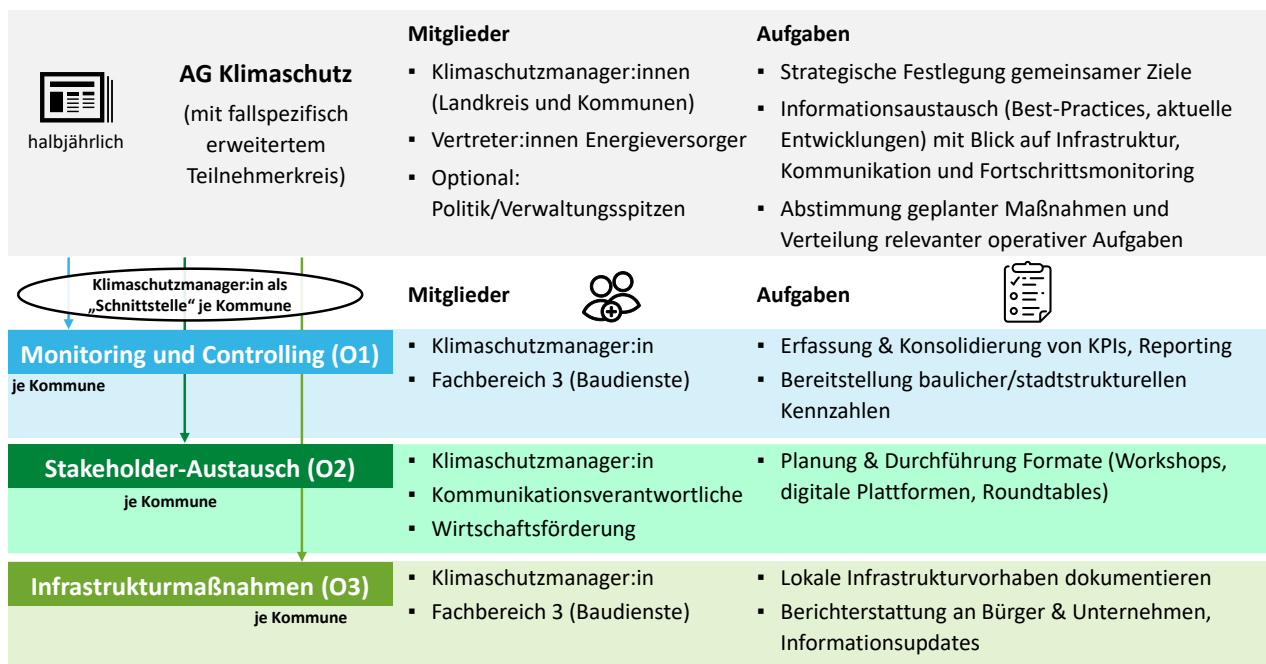 halbjährlich
AG Klimaschutz
(mit fallspezifisch
erweitertem
Teilnehmerkreis)
Mitglieder
▪ Klimaschutzmanager:innen
(Landkreis und Kommunen)
▪ Vertreter:innen Energieversorger
▪ Optional:
Politik/Verwaltungsspitzen
Aufgaben
▪ Strategische Festlegung gemeinsamer Ziele
▪ Informationsaustausch (Best-Practices, aktuelle
Entwicklungen) mit Blick auf Infrastruktur,
Kommunikation und Fortschrittsmonitoring
▪ Abstimmung geplanter Maßnahmen und
Verteilung relevanter operativer Aufgaben
Klimaschutzmanager:in als
„Schnittstelle“ je Kommune
Mitglieder
Aufgaben
Monitoring und Controlling (O1)
je Kommune
▪ Klimaschutzmanager:in
▪ Fachbereich 3 (Baudienste)
▪ Erfassung & Konsolidierung von KPIs, Reporting
▪ Bereitstellung baulicher/stadtstrukturellen
Kennzahlen
Stakeholder-Austausch (O2)
je Kommune
▪ Klimaschutzmanager:in
▪ Kommunikationsverantwortliche
▪ Wirtschaftsförderung
▪ Planung & Durchführung Formate (Workshops,
digitale Plattformen, Roundtables)
Infrastrukturmaßnahmen (O3)
je Kommune
▪ Klimaschutzmanager:in
▪ Fachbereich 3 (Baudienste)
▪ Lokale Infrastrukturvorhaben dokumentieren
▪ Berichterstattung an Bürger & Unternehmen,
Informationsupdates